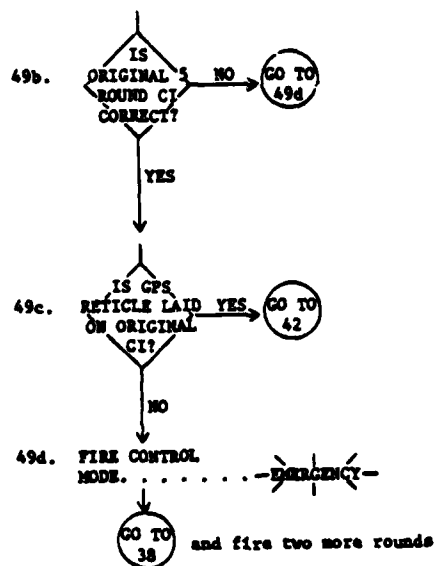 49b.
IS
ORIGINAL 5
ROUND CI
CORRECT?
NO
GO TO
49d
YES
49c.
IS GPS
RETICLE LAID
ON ORIGINAL
CI?
YES
GO TO
42
NO
49d. FIRE CONTROL
MODE. . . . . . . . EMERGENCY
GO TO
38
and fire two more rounds